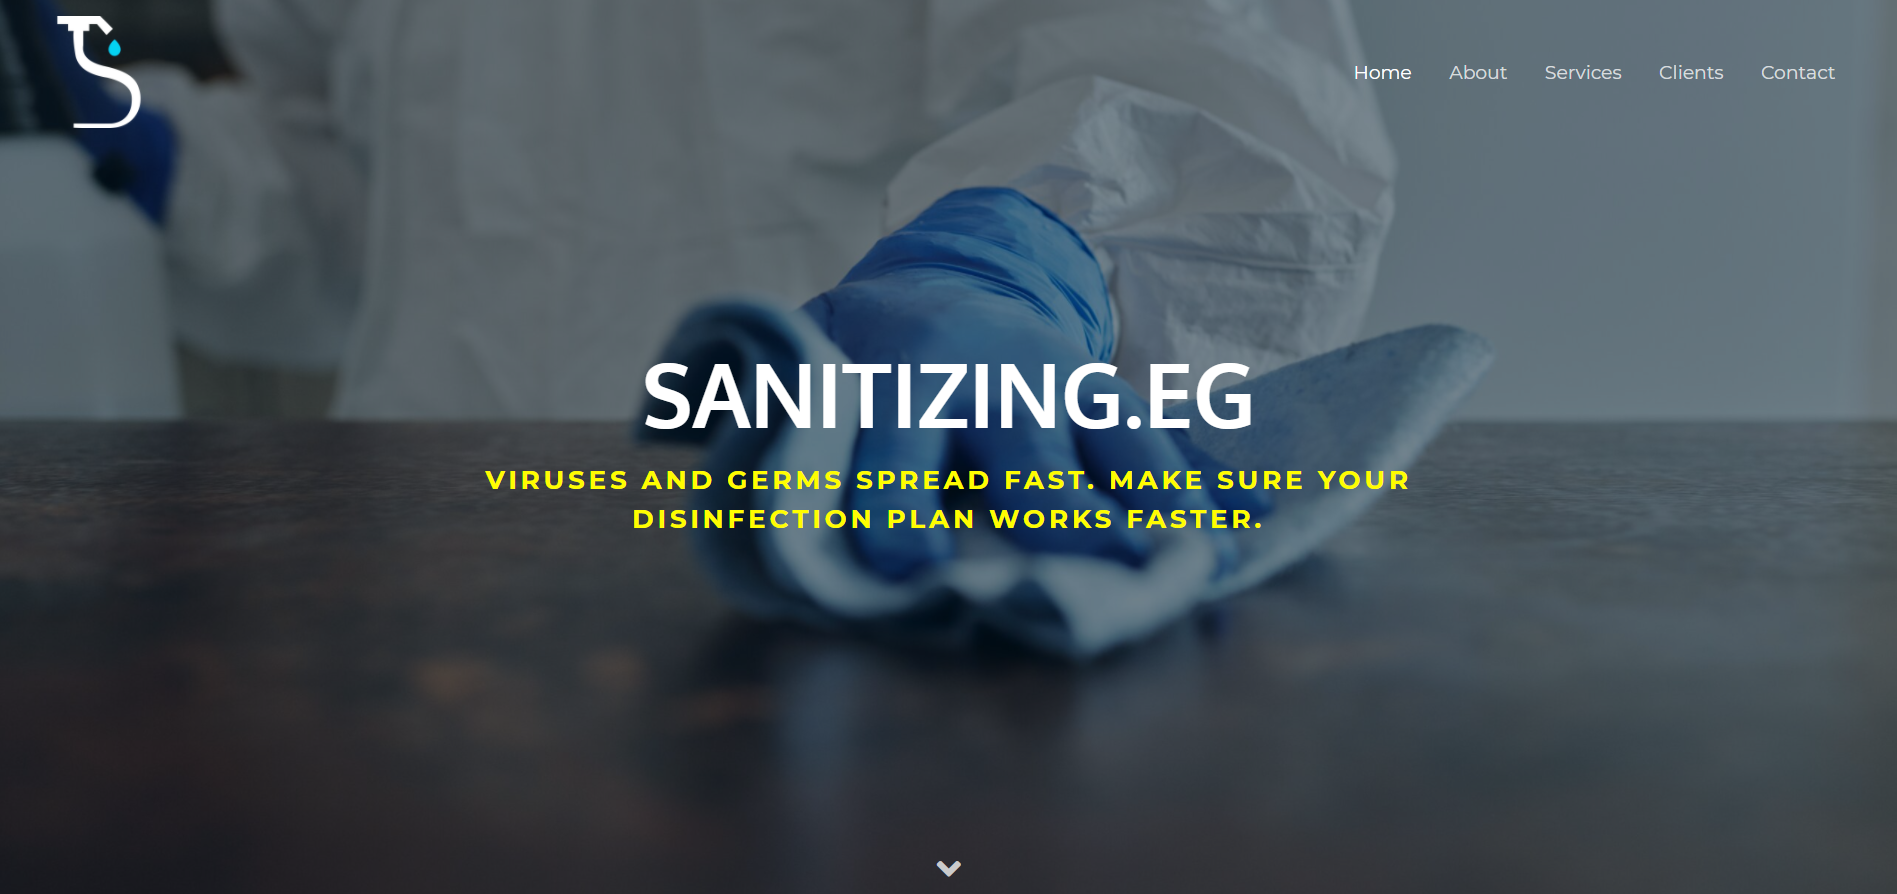 Home About Services Clients Contact
SANITIZING.EG
VIRUSES AND GERMS SPREAD FAST. MAKE SURE YOUR
DISINFECTION PLAN WORKS FASTER.